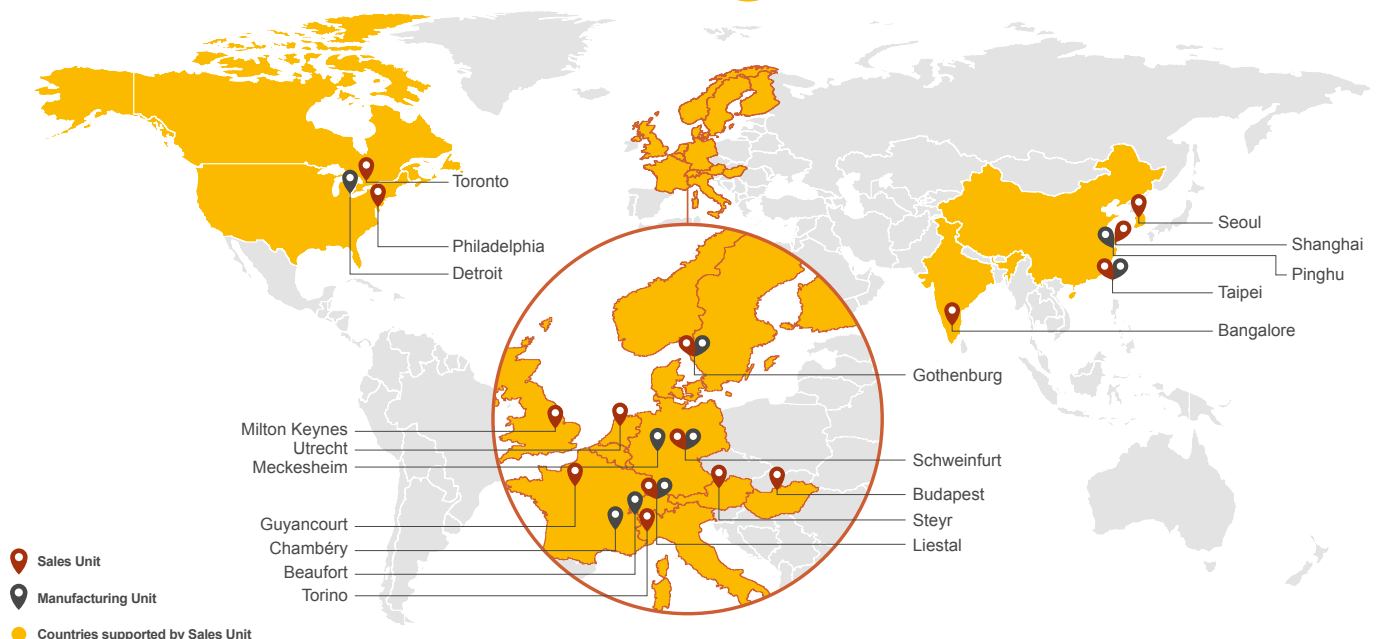 Toronto
Philadelphia
Detroit
Seoul
Shanghai
Pinghu
Taipei
Bangalore
Gothenburg
Milton Keynes
Utrecht
Meckesheim
Schweinfurt
Budapest
Guyancourt
Steyr
Chambéry
Liestal
Beaufort
Torino
Sales Unit
Manufacturing Unit
Countries supported by Sales Unit